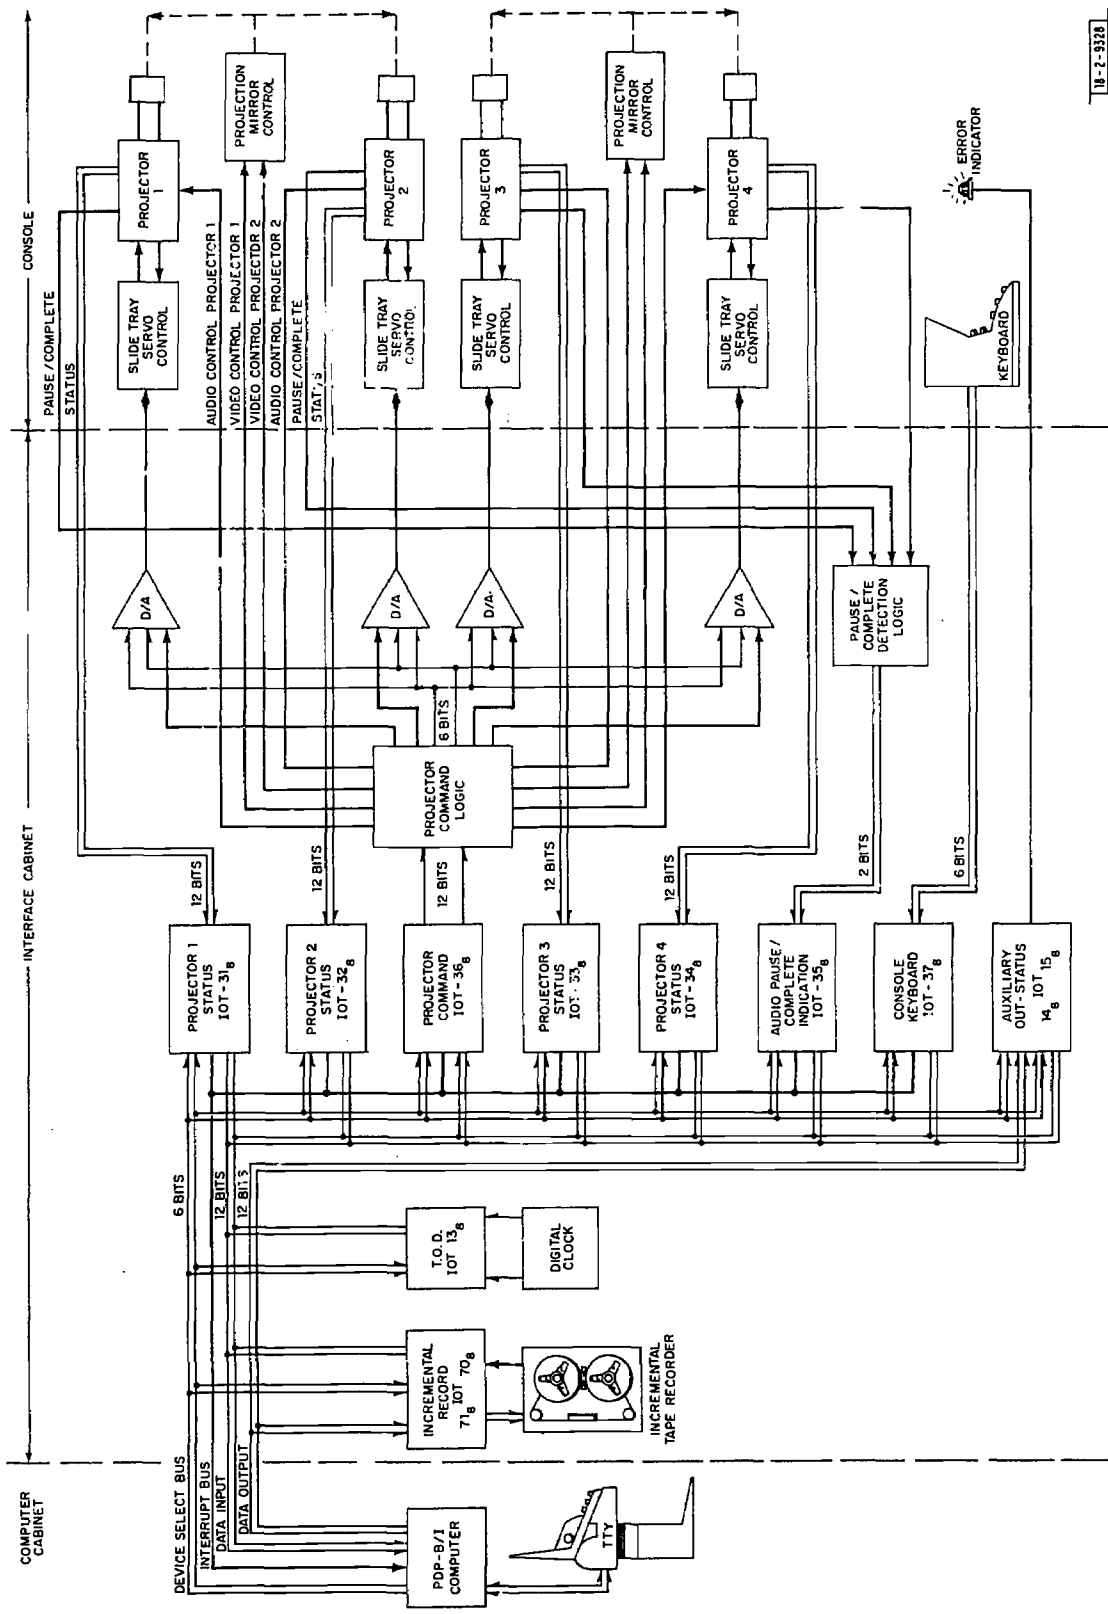 COMPUTER
CABINET
INTERFACE CABINET
CONSOLE
DEVICE SELECT BUS
INTERRUPT BUS
DATA INPUT
DATA OUTPUT
6 BITS
12 BITS
12 BITS
PDP-8/I
COMPUTER
TTY
INCREMENTAL
RECORD
IOT 70₈
71₈
INCREMENTAL
TAPE RECORDER
T.O.D.
IOT 13₈
DIGITAL
CLOCK
PROJECTOR 1
STATUS
IOT-31₈
PROJECTOR 2
STATUS
IOT-32₈
PROJECTOR
COMMAND
IOT-36₈
PROJECTOR 3
STATUS
IOT-33₈
PROJECTOR 4
STATUS
IOT-34₈
AUDIO PAUSE/
COMPLETE
INDICATION
IOT-35₈
CONSOLE
KEYBOARD
IOT-37₈
AUXILIARY
OUT-STATUS
IOT
14₈ 15₈
12 BITS
12 BITS
12 BITS
12 BITS
12 BITS
2 BITS
6 BITS
PROJECTOR
COMMAND
LOGIC
6 BITS
D/A
D/A
D/A
D/A
PAUSE/
COMPLETE
DETECTION
LOGIC
PAUSE/COMPLETE
STATUS
AUDIO CONTROL PROJECTOR 1
VIDEO CONTROL PROJECTOR 1
VIDEO CONTROL PROJECTOR 2
AUDIO CONTROL PROJECTOR 2
PAUSE/COMPLETE
STATUS
SLIDE TRAY
SERVO
CONTROL
SLIDE TRAY
SERVO
CONTROL
SLIDE TRAY
SERVO
CONTROL
SLIDE TRAY
SERVO
CONTROL
PROJECTOR
1
PROJECTION
MIRROR
CONTROL
PROJECTOR
2
PROJECTOR
3
PROJECTION
MIRROR
CONTROL
PROJECTOR
4
KEYBOARD
ERROR
INDICATOR
18-2-9328